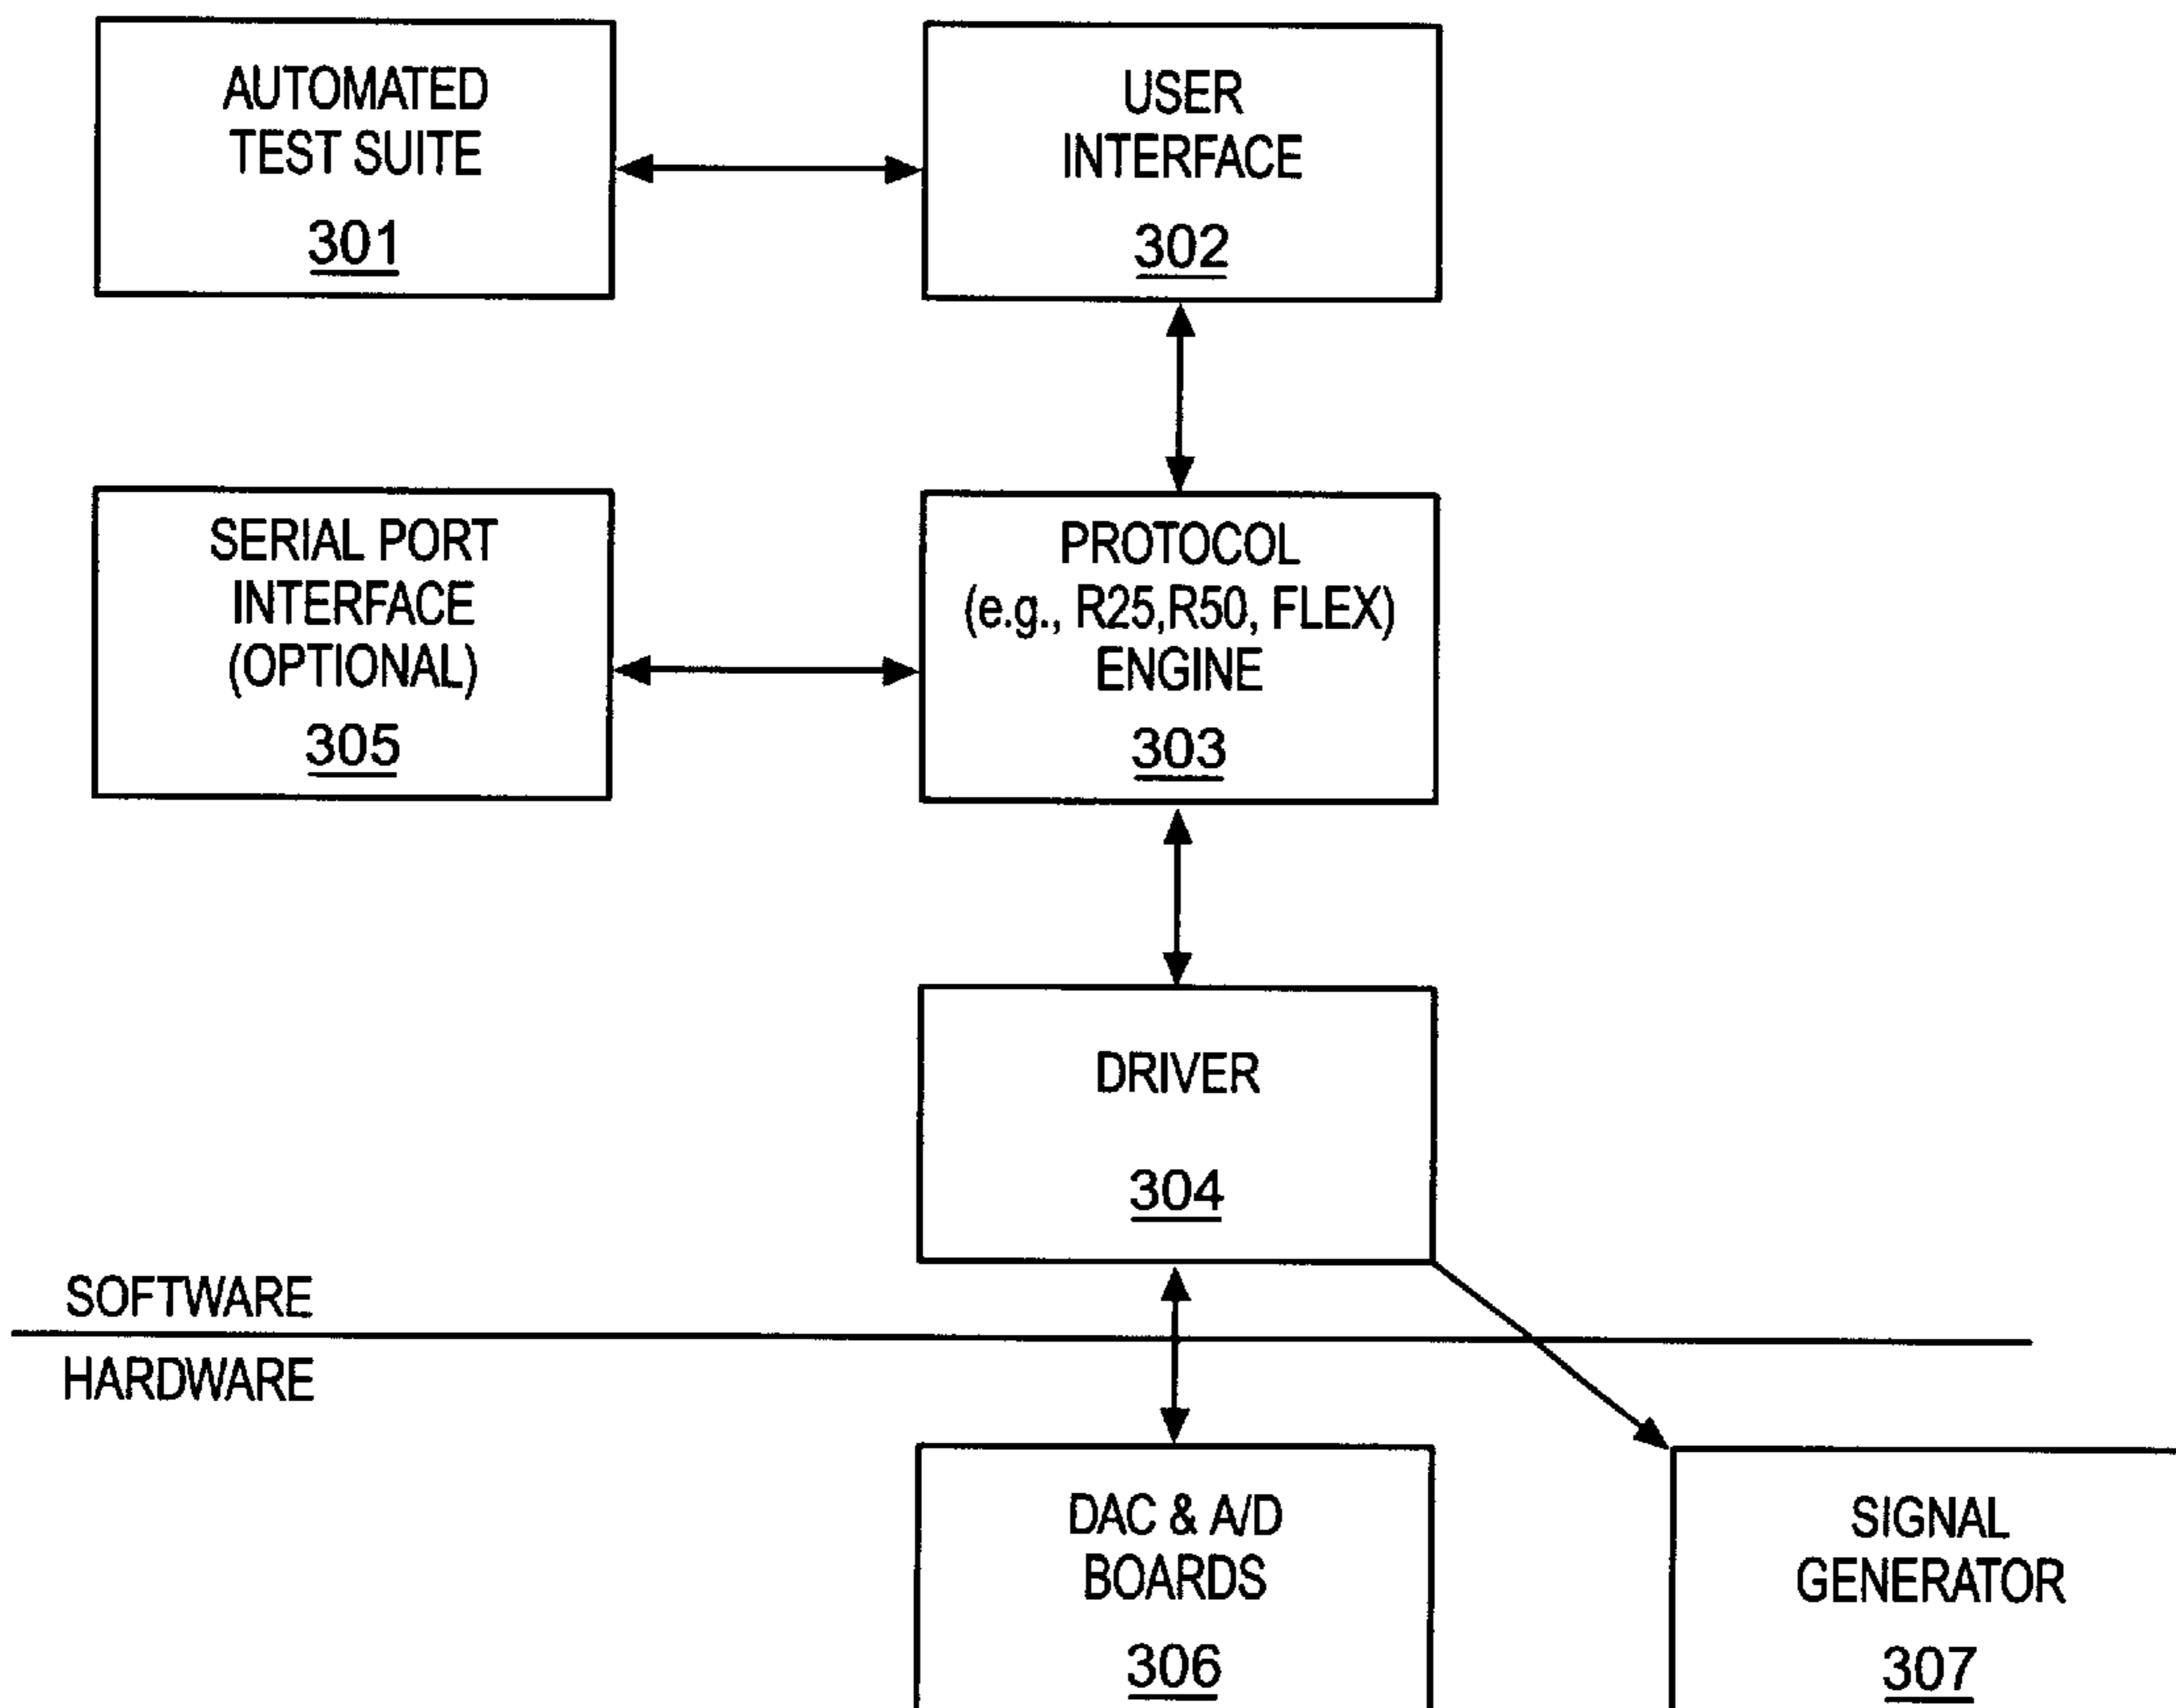 AUTOMATED
TEST SUITE
301
USER
INTERFACE
302
SERIAL PORT
INTERFACE
(OPTIONAL)
305
PROTOCOL
(e.g., R25,R50, FLEX)
ENGINE
303
DRIVER
304
SOFTWARE
HARDWARE
DAC & A/D
BOARDS
306
SIGNAL
GENERATOR
307